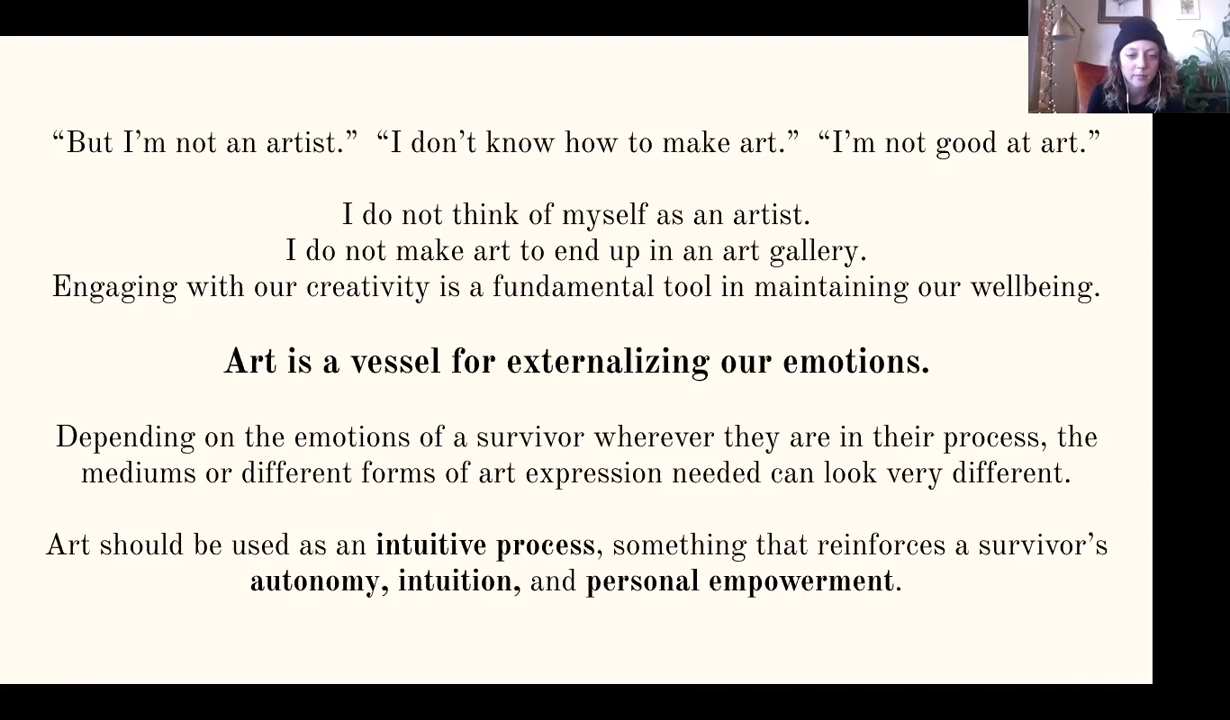 “But I’m not an artist.” “I don’t know how to make art.” “I’m not good at art.”
I do not think of myself as an artist.
I do not make art to end up in an art gallery.
Engaging with our creativity is a fundamental tool in maintaining our wellbeing.
Art is a vessel for externalizing our emotions.
Depending on the emotions of a survivor wherever they are in their process, the
mediums or different forms of art expression needed can look very different.
Art should be used as an intuitive process, something that reinforces a survivor’s
autonomy, intuition, and personal empowerment.